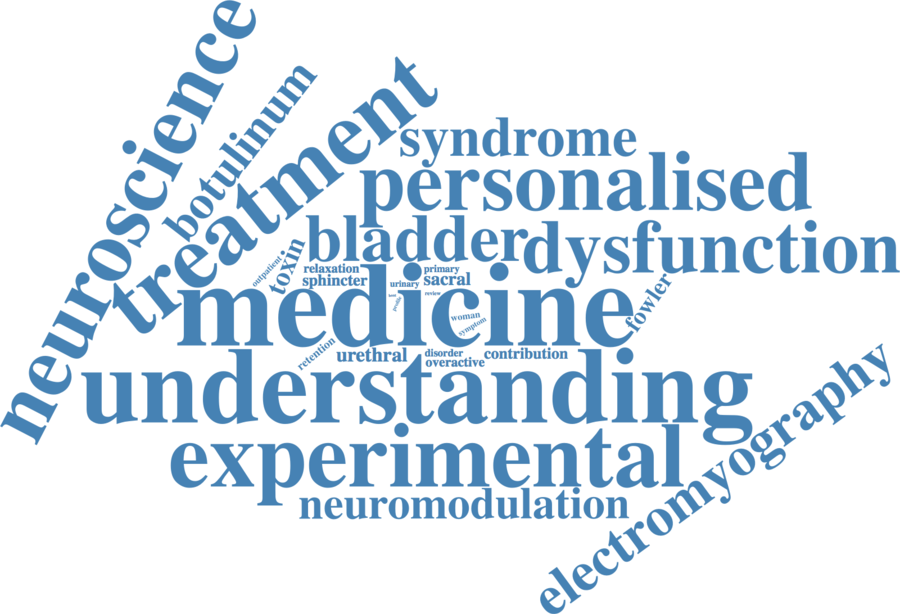 neuroscience
botulinum
treatment
syndrome
personalised
bladder
dysfunction
toxin
outpatient
relaxation
primary
sphincter
urinary
sacral
review
medicine
fowler
woman
symptom
retention
urethral
disorder
contribution
overactive
understanding
electromyography
experimental
neuromodulation